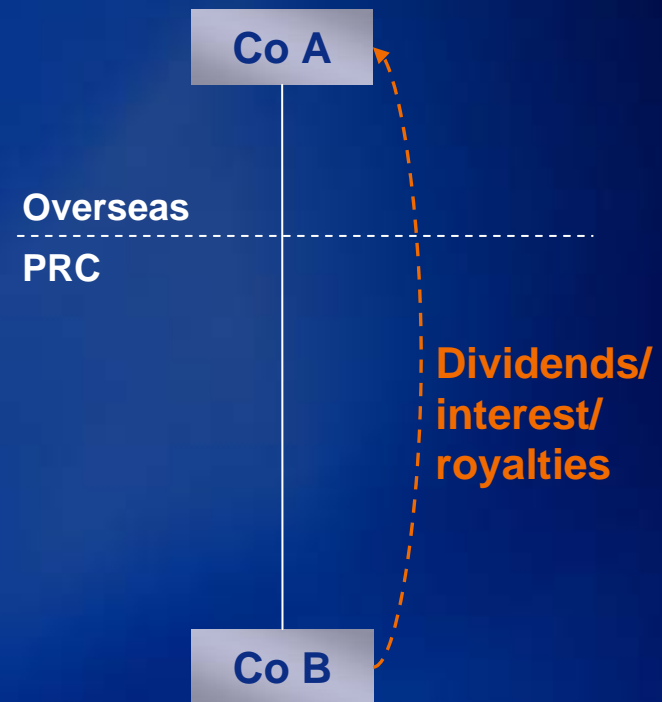 Co A
Overseas
PRC
Dividends/
interest/
royalties
Co B